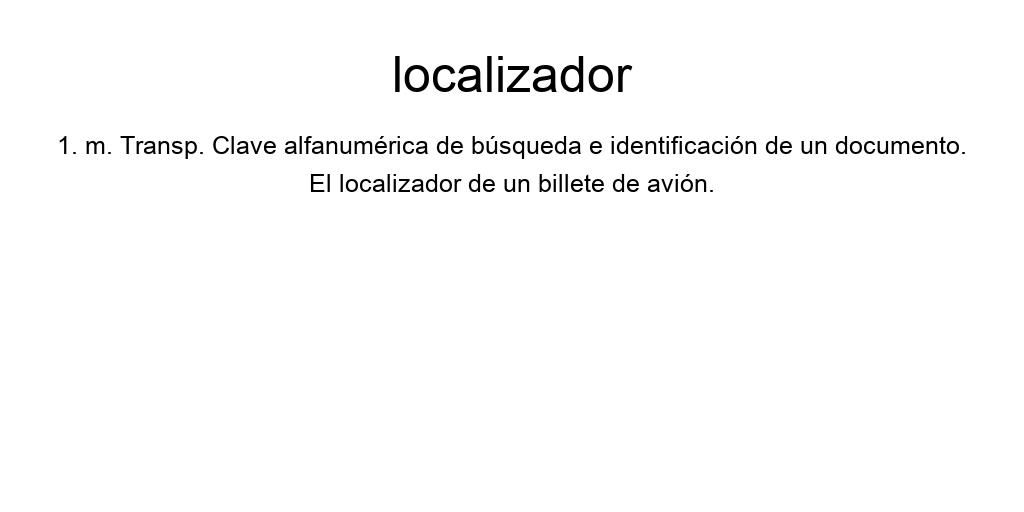 localizador
1. m. Transp. Clave alfanumérica de búsqueda e identificación de un documento.
El localizador de un billete de avión.